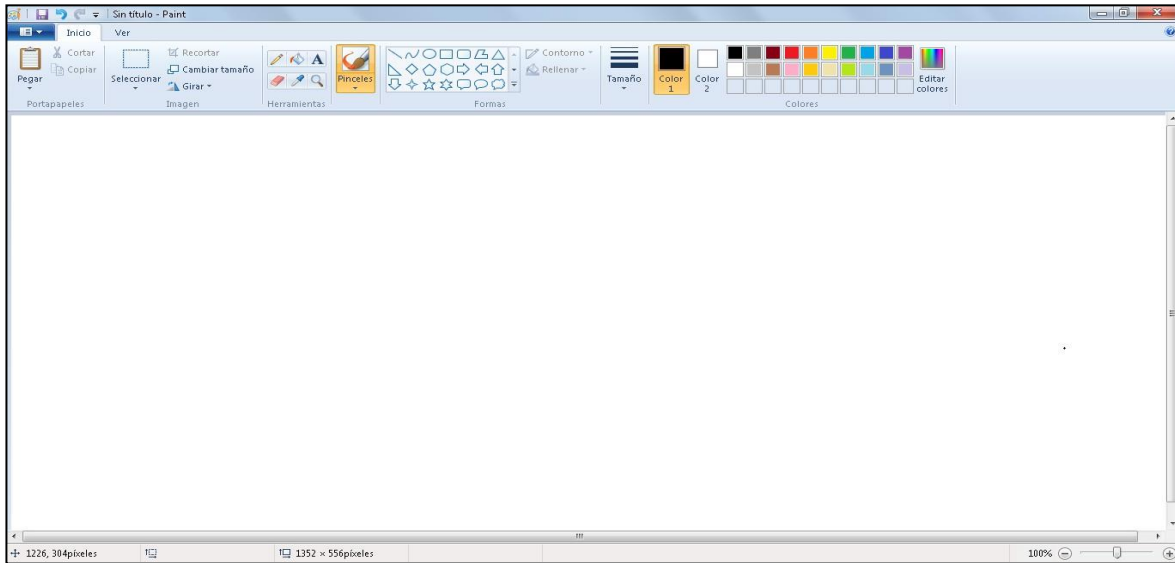 Sin título - Paint
Inicio Ver
Pegar
Cortar
Copiar
Portapapeles
Seleccionar
Recortar
Cambiar tamaño
Girar
Imagen
A
Herramientas
Pinceles
Contorno
Rellenar
Formas
Tamaño
Color 1
Color 2
Editar colores
Colores
1226, 304píxeles
1352 × 556píxeles
100%